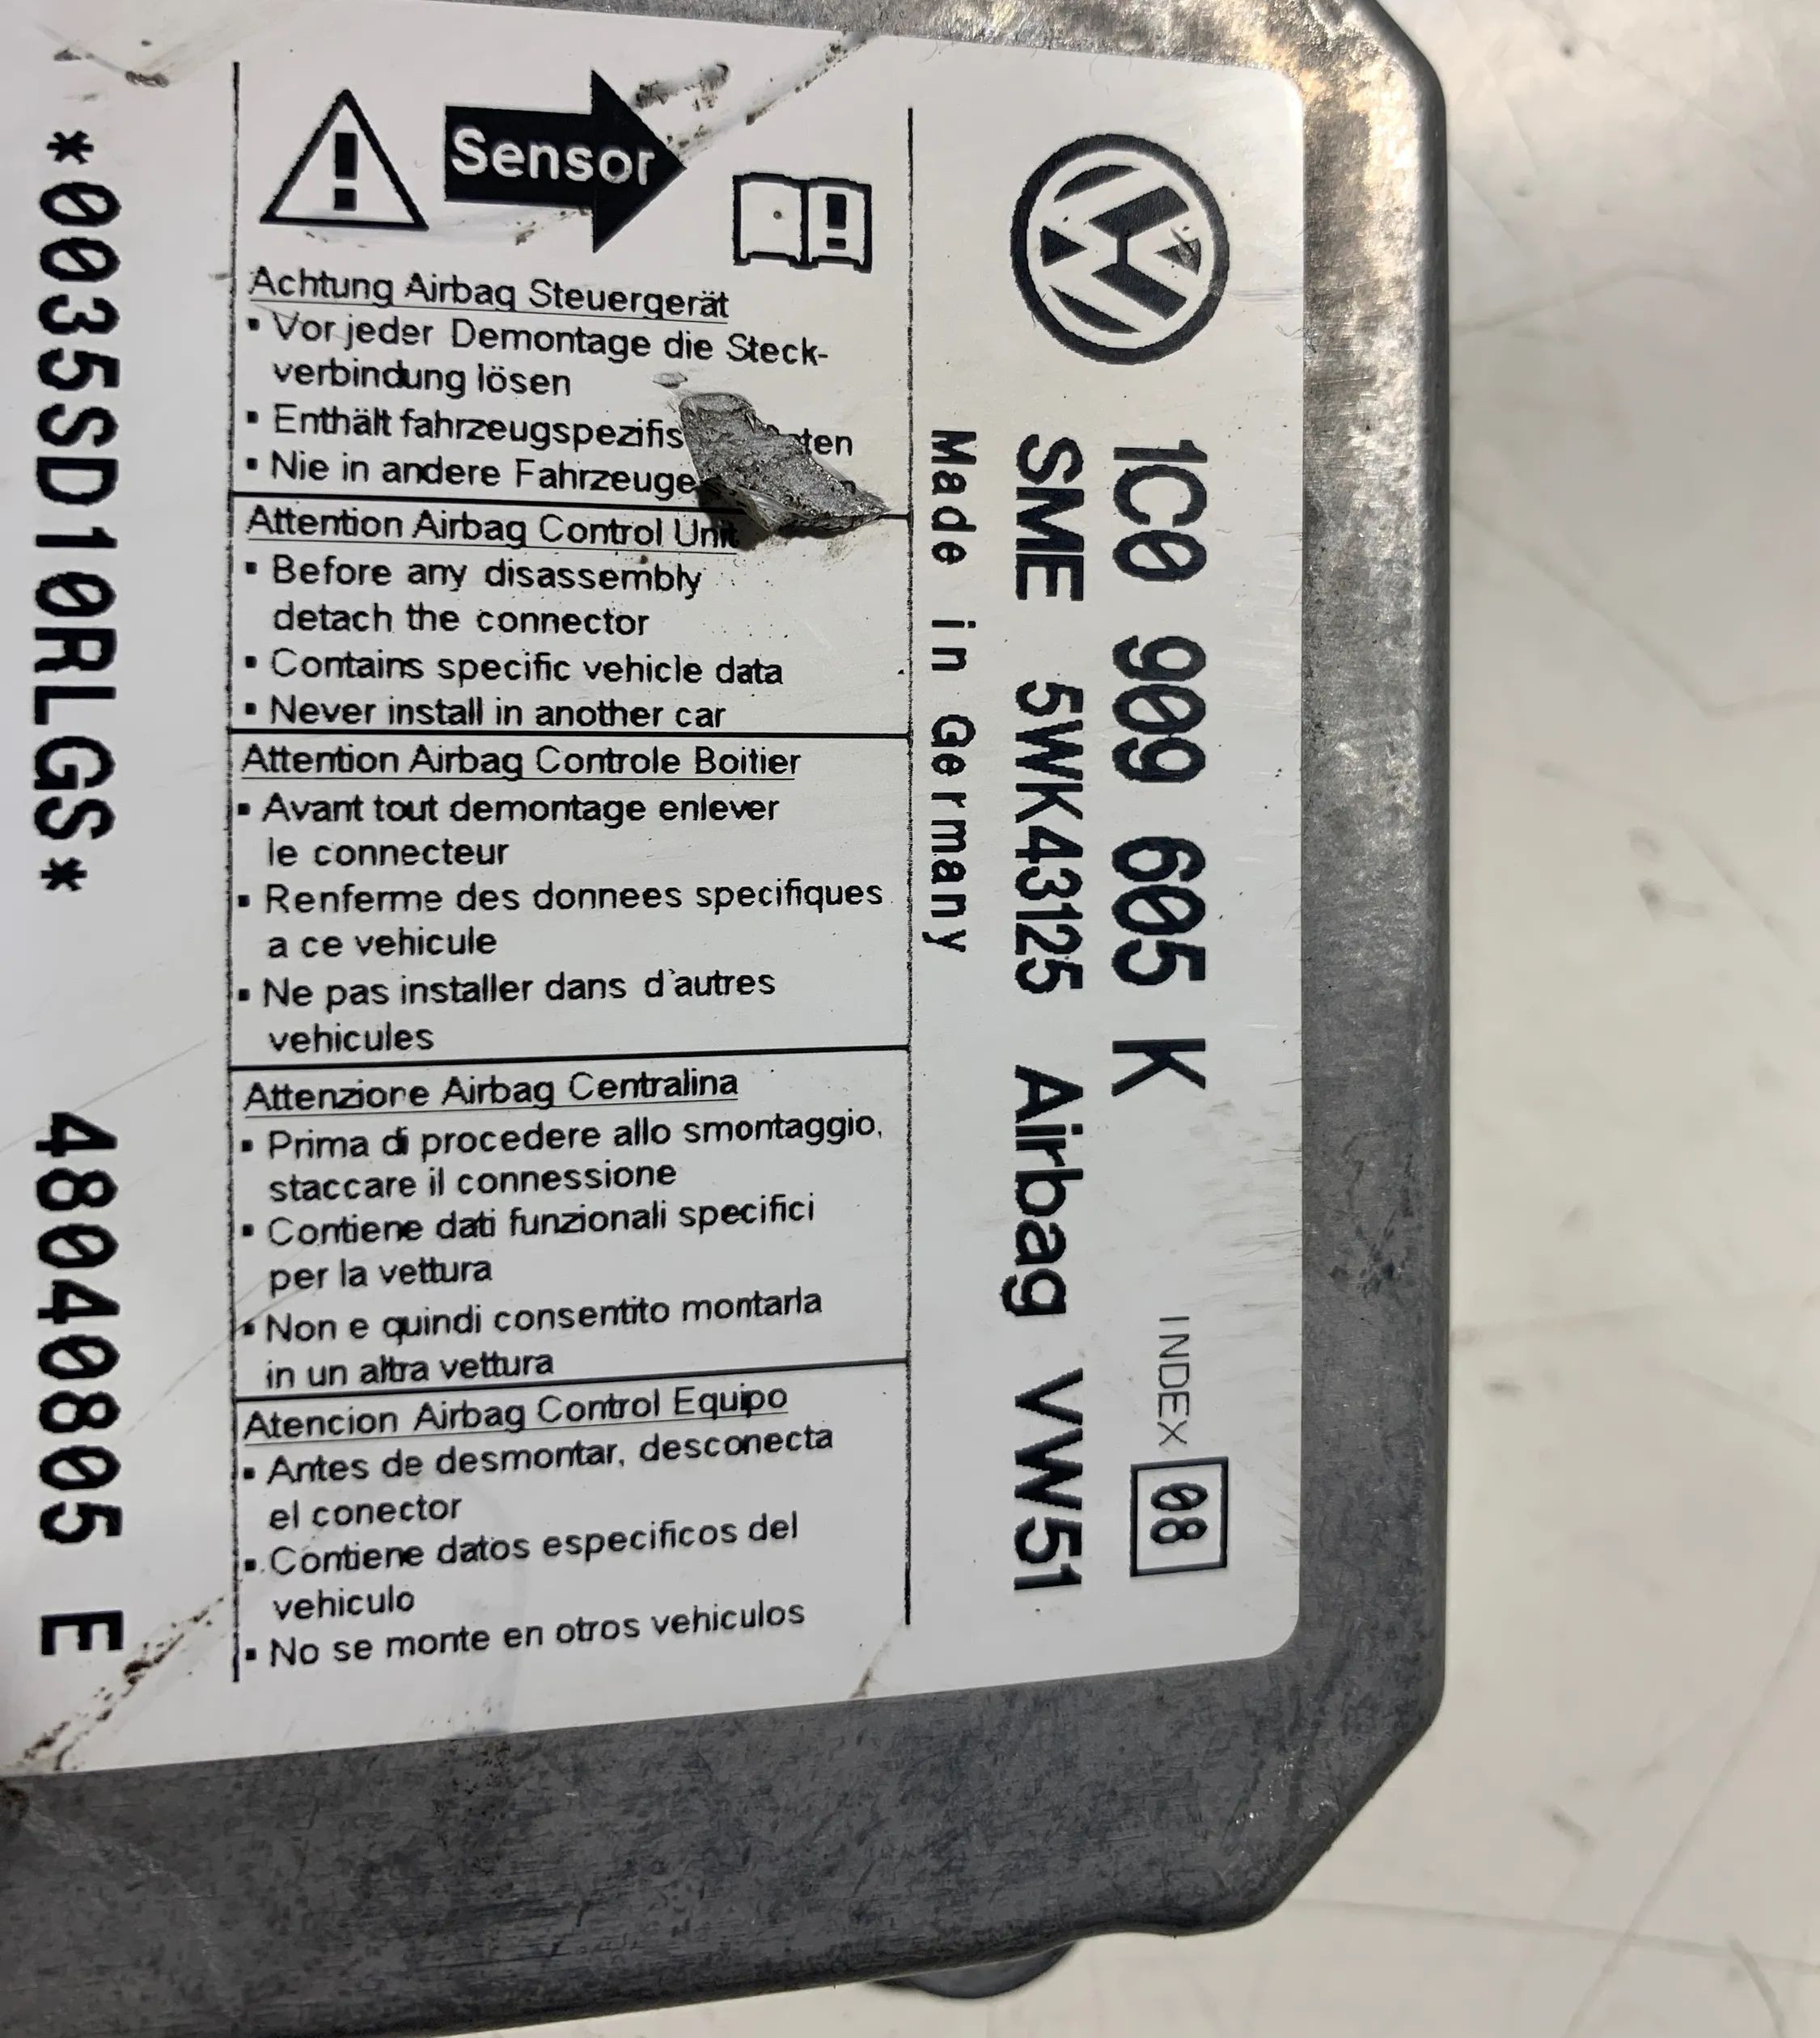 *0035SD10RLGS* 48040805 E
Sensor
Achtung Airbag Steuergerät
▪ Vor jeder Demontage die Steck-
verbindung lösen
▪ Enthält
▪ Nie in andere Fahrzeuge
Attention Airbag Control Unit
▪ Before any disassembly
detach the connector
▪ Contains specific vehicle data
▪ Never install in another car
Attention Airbag Controle Boitier
▪ Avant tout demontage enlever
le connecteur
▪ Renferme des donnees specifiques
a ce vehicule
▪ Ne pas installer dans d'autres
vehicules
Attenzione Airbag Centralina
▪ Prima di procedere allo smontaggio,
staccare il connessione
▪ Contiene dati funzionali specifici
per la vettura
▪ Non e quindi consentito montarla
in un altra vettura
Atencion Airbag Control Equipo
▪ Antes de desmontar, desconecta
el conector
▪ Contiene datos especificos del
vehiculo
▪ No se monte en otros vehiculos
Made in Germany
1C0 909 605 K INDEX 08
SME 5WK43125 Airbag VW51